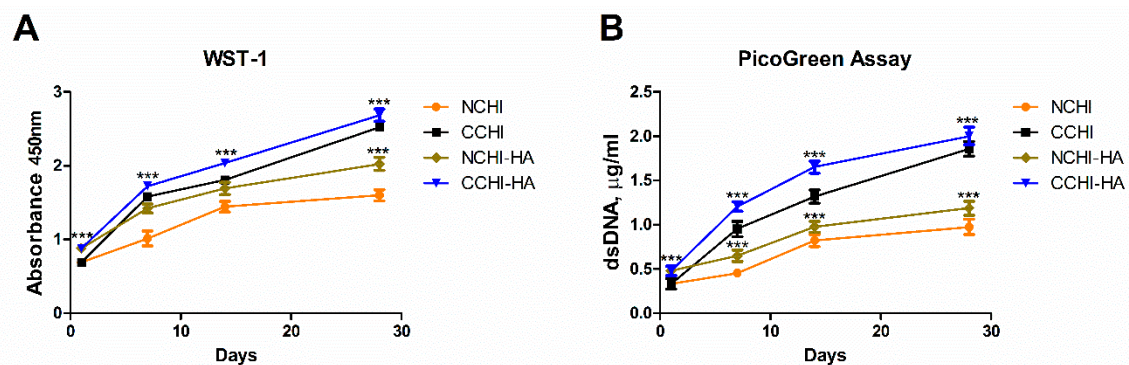 A
WST-1
Absorbance 450nm
3
2
1
0
0
10
20
30
Days
***
***
***
***
***
NCHI
CCHI
NCHI-HA
CCHI-HA
B
PicoGreen Assay
dsDNA, µg/ml
2.5
2.0
1.5
1.0
0.5
0.0
0
10
20
30
Days
***
***
***
***
***
***
***
NCHI
CCHI
NCHI-HA
CCHI-HA